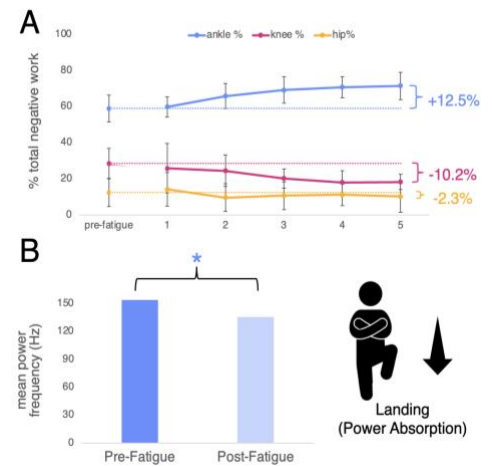 A
ankle % knee % hip%
% total negative work
100
80
60
40
20
0
+12.5%
-10.2%
-2.3%
pre-fatigue 1 2 3 4 5
B
*
mean power
frequency (Hz)
150
120
90
60
30
0
Pre-Fatigue Post-Fatigue
Landing
(Power Absorption)